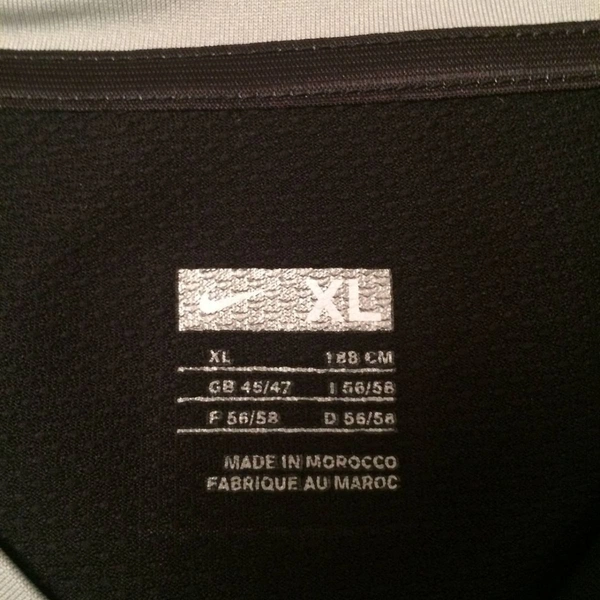 XL
XL 188 CM
GB 45/47 I 56/58
F 56/58 D 56/58
MADE IN MOROCCO
FABRIQUE AU MAROC